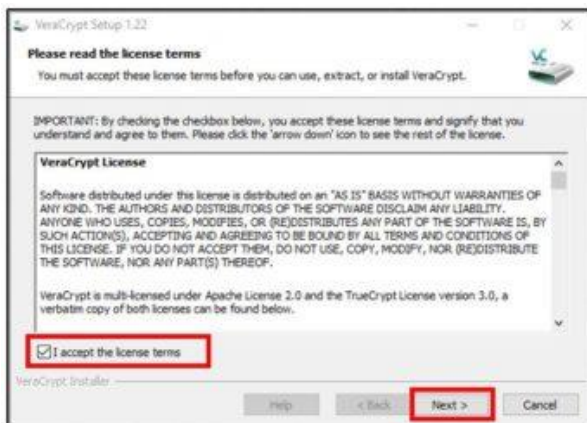 VeraCrypt Setup 1.22
Please read the license terms
You must accept these license terms before you can use, extract, or install VeraCrypt.
VC
IMPORTANT: By checking the checkbox below, you accept these license terms and signify that you
understand and agree to them. Please click the 'arrow down' icon to see the rest of the license.
VeraCrypt License
Software distributed under this license is distributed on an "AS IS" BASIS WITHOUT WARRANTIES OF
ANY KIND. THE AUTHORS AND DISTRIBUTORS OF THE SOFTWARE DISCLAIM ANY LIABILITY.
ANYONE WHO USES, COPIES, MODIFIES, OR (RE)DISTRIBUTES ANY PART OF THE SOFTWARE IS, BY
SUCH ACTION(S), ACCEPTING AND AGREEING TO BE BOUND BY ALL TERMS AND CONDITIONS OF
THIS LICENSE. IF YOU DO NOT ACCEPT THEM, DO NOT USE, COPY, MODIFY, NOR (RE)DISTRIBUTE
THE SOFTWARE, NOR ANY PART(S) THEREOF.
VeraCrypt is multi-licensed under Apache License 2.0 and the TrueCrypt License version 3.0, a
verbatim copy of both licenses can be found below.
I accept the license terms
VeraCrypt Installer
Help < Back Next > Cancel